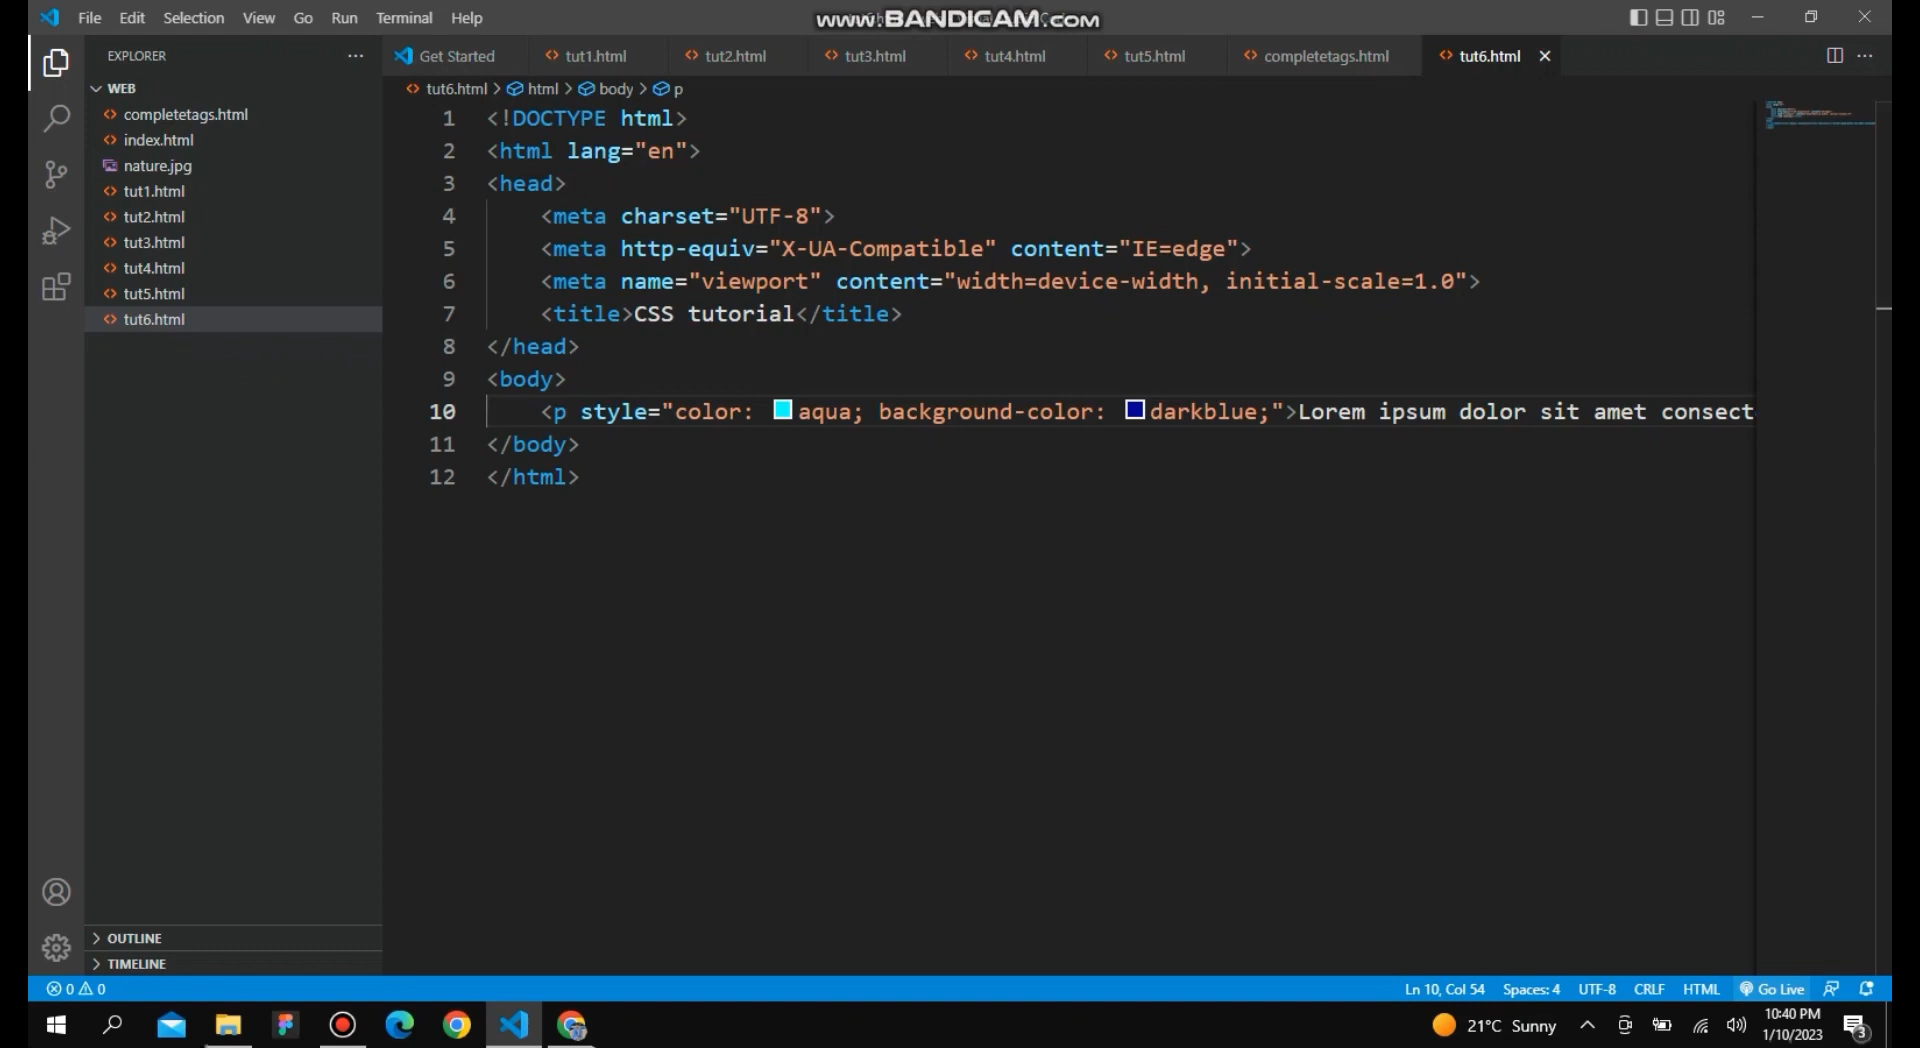 File Edit Selection View Go Run Terminal Help
www.BANDICAM.com
EXPLORER
Get Started tut1.html tut2.html tut3.html tut4.html tut5.html completetags.html tut6.html
WEB
completetags.html
index.html
nature.jpg
tut1.html
tut2.html
tut3.html
tut4.html
tut5.html
tut6.html
OUTLINE
TIMELINE
tut6.html > html > body > p
1 <!DOCTYPE html>
2 <html lang="en">
3 <head>
4 <meta charset="UTF-8">
5 <meta http-equiv="X-UA-Compatible" content="IE=edge">
6 <meta name="viewport" content="width=device-width, initial-scale=1.0">
7 <title>CSS tutorial</title>
8 </head>
9 <body>
10 <p style="color: aqua; background-color: darkblue;">Lorem ipsum dolor sit amet consect
11 </body>
12 </html>
0 0
Ln 10, Col 54 Spaces: 4 UTF-8 CRLF HTML Go Live
21°C Sunny
10:40 PM
1/10/2023
3